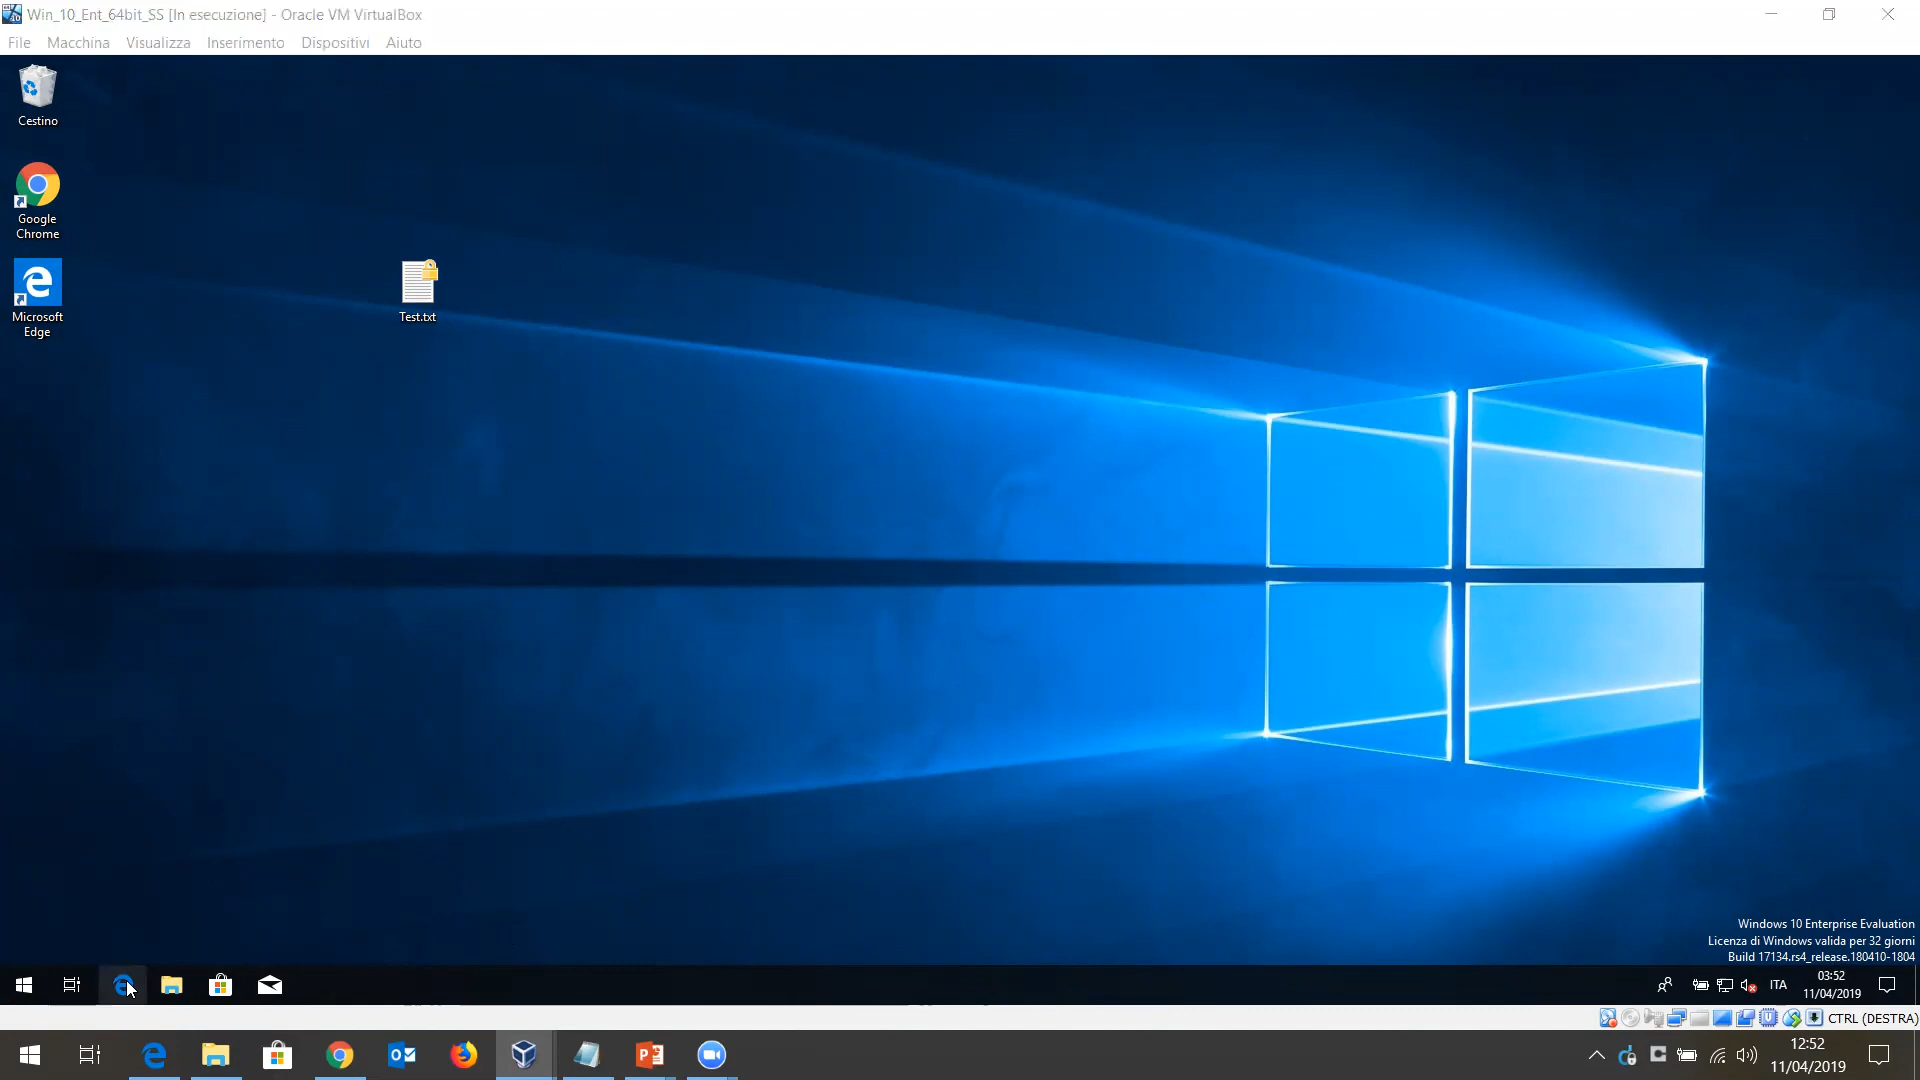 Win_10_Ent_64bit_SS [In esecuzione] - Oracle VM VirtualBox
File Macchina Visualizza Inserimento Dispositivi Aiuto
Cestino
Google
Chrome
Microsoft
Edge
Test.txt
Windows 10 Enterprise Evaluation
Licenza di Windows valida per 32 giorni
Build 17134.rs4_release.180410-1804
ITA
03:52
11/04/2019
CTRL (DESTRA)
12:52
11/04/2019